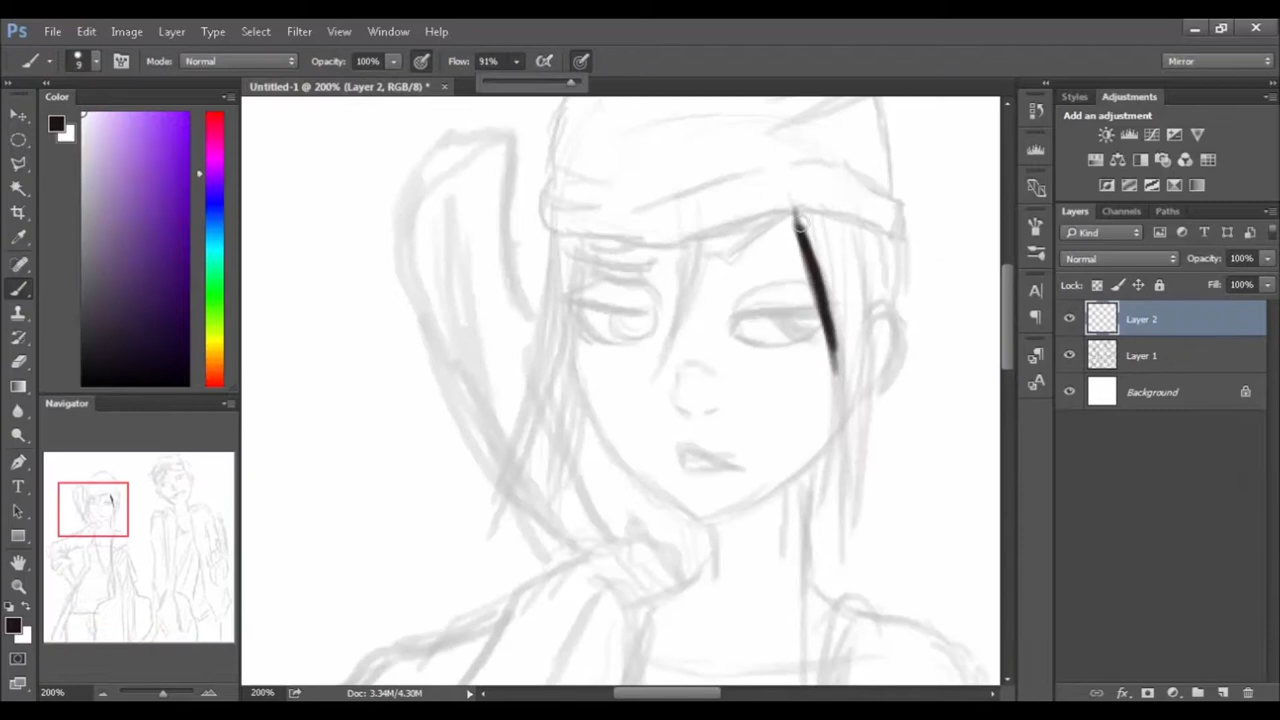 Ps File Edit Image Layer Type Select Filter View Window Help
9 Mode: Normal Opacity: 100% Flow: 91% Mirror
Color
Untitled-1 @ 200% (Layer 2, RGB/8) *
Styles Adjustments
Add an adjustment
Layers Channels Paths
Kind
Normal Opacity: 100%
Lock: Fill: 100%
Layer 2
Layer 1
Background
Navigator
200%
200% Doc: 3.34M/4.30M